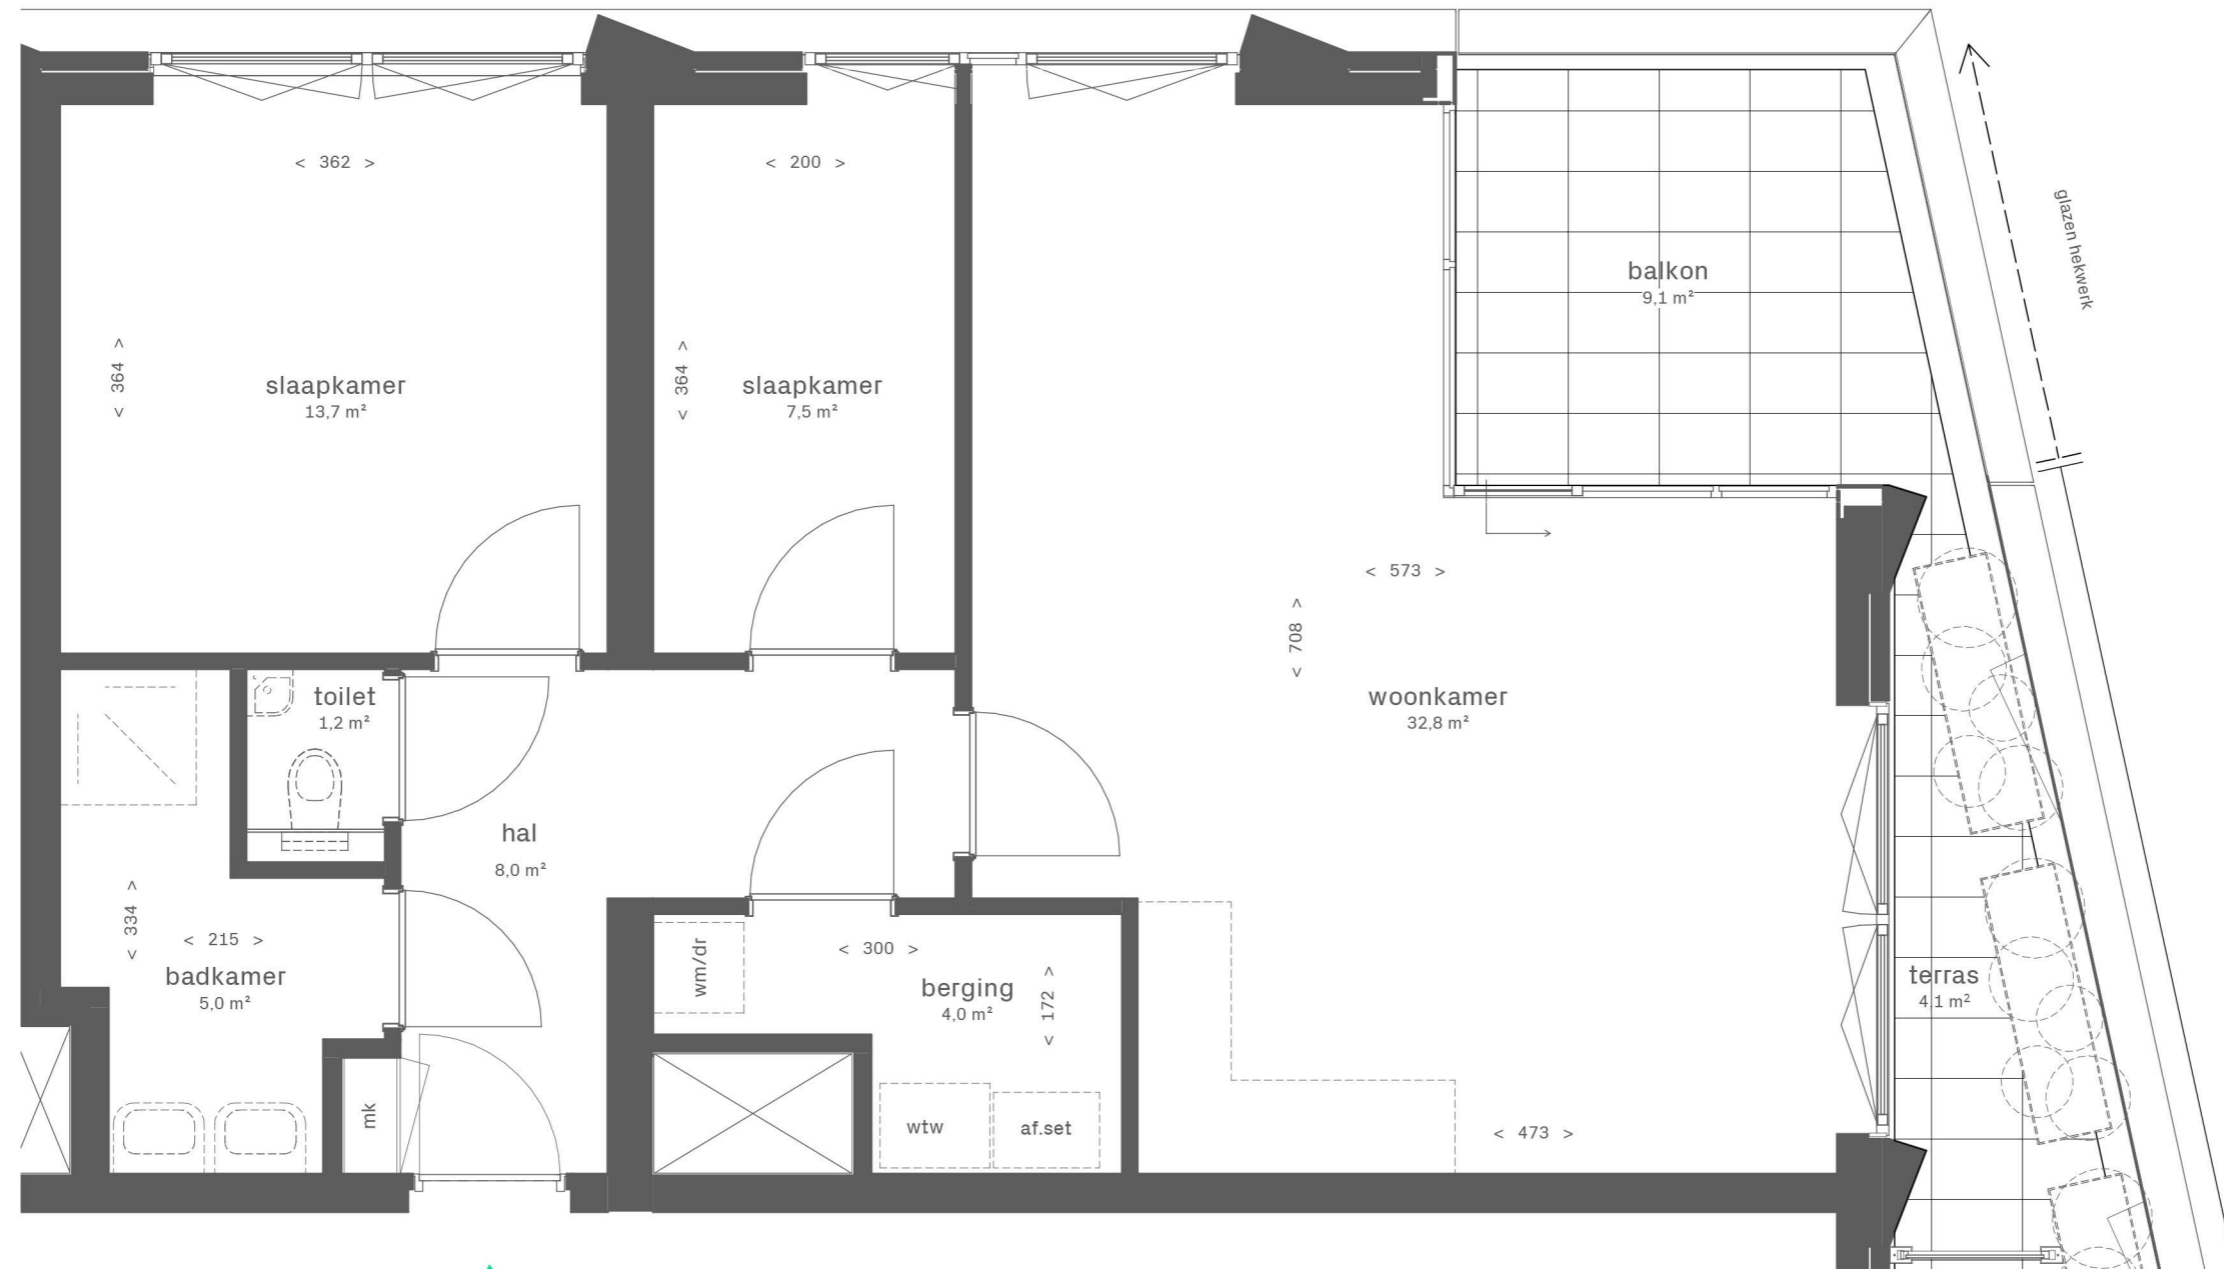 < 362 >
< 200 >
glazen hekwerk
balkon
9,1 m²
< 364 >
slaapkamer
13,7 m²
< 364 >
slaapkamer
7,5 m²
< 573 >
< 708 >
woonkamer
32,8 m²
toilet
1,2 m²
hal
8,0 m²
< 334 >
< 215 >
badkamer
5,0 m²
wm/dr
< 300 >
berging
4,0 m²
< 172 >
terras
4,1 m²
mk
wtw
af.set
< 473 >